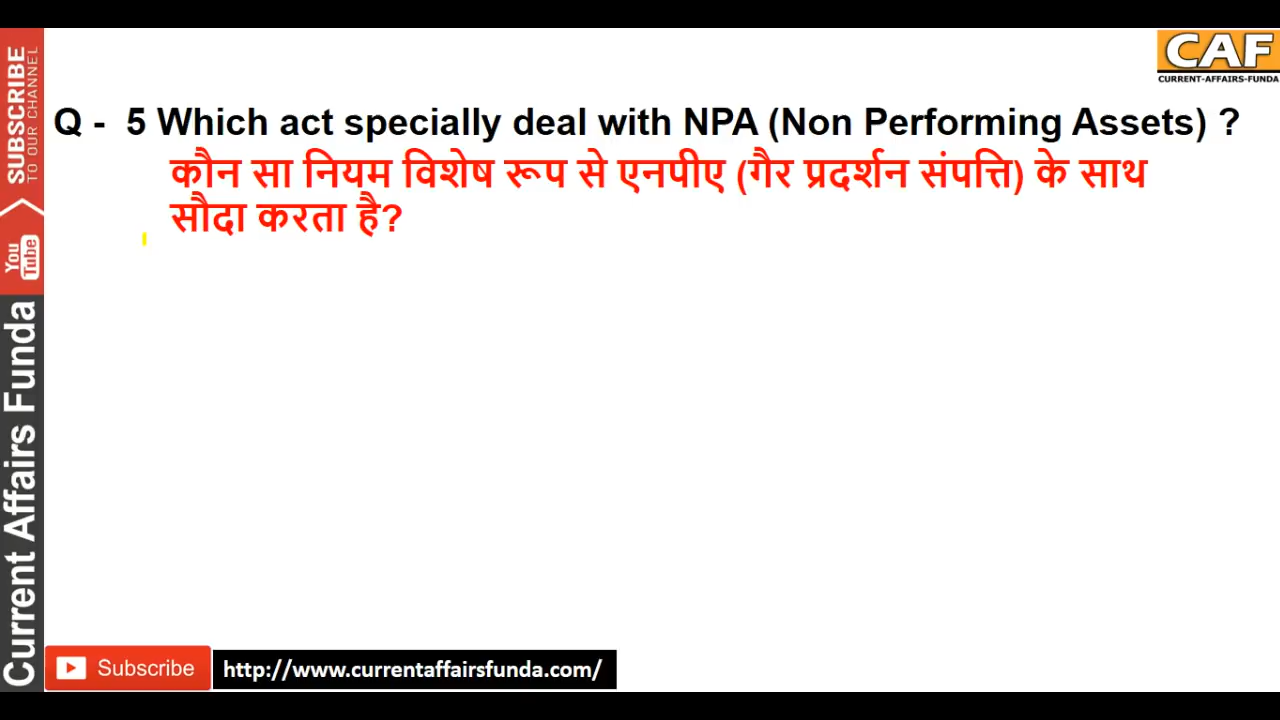 CAF
CURRENT-AFFAIRS-FUNDA
Q - 5 Which act specially deal with NPA (Non Performing Assets) ?
कौन सा नियम विशेष रूप से एनपीए (गैर प्रदर्शन संपत्ति) के साथ
सौदा करता है?
SUBSCRIBE
TO OUR CHANNEL
You
Tube
Current Affairs Funda
Subscribe
http://www.currentaffairsfunda.com/